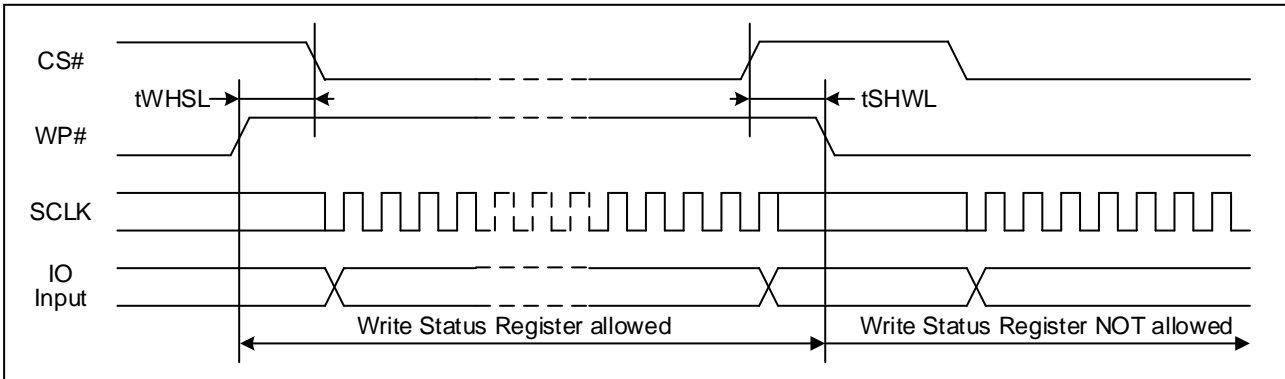 CS#
tWHSL
tSHWL
WP#
SCLK
IO
Input
Write Status Register allowed
Write Status Register NOT allowed